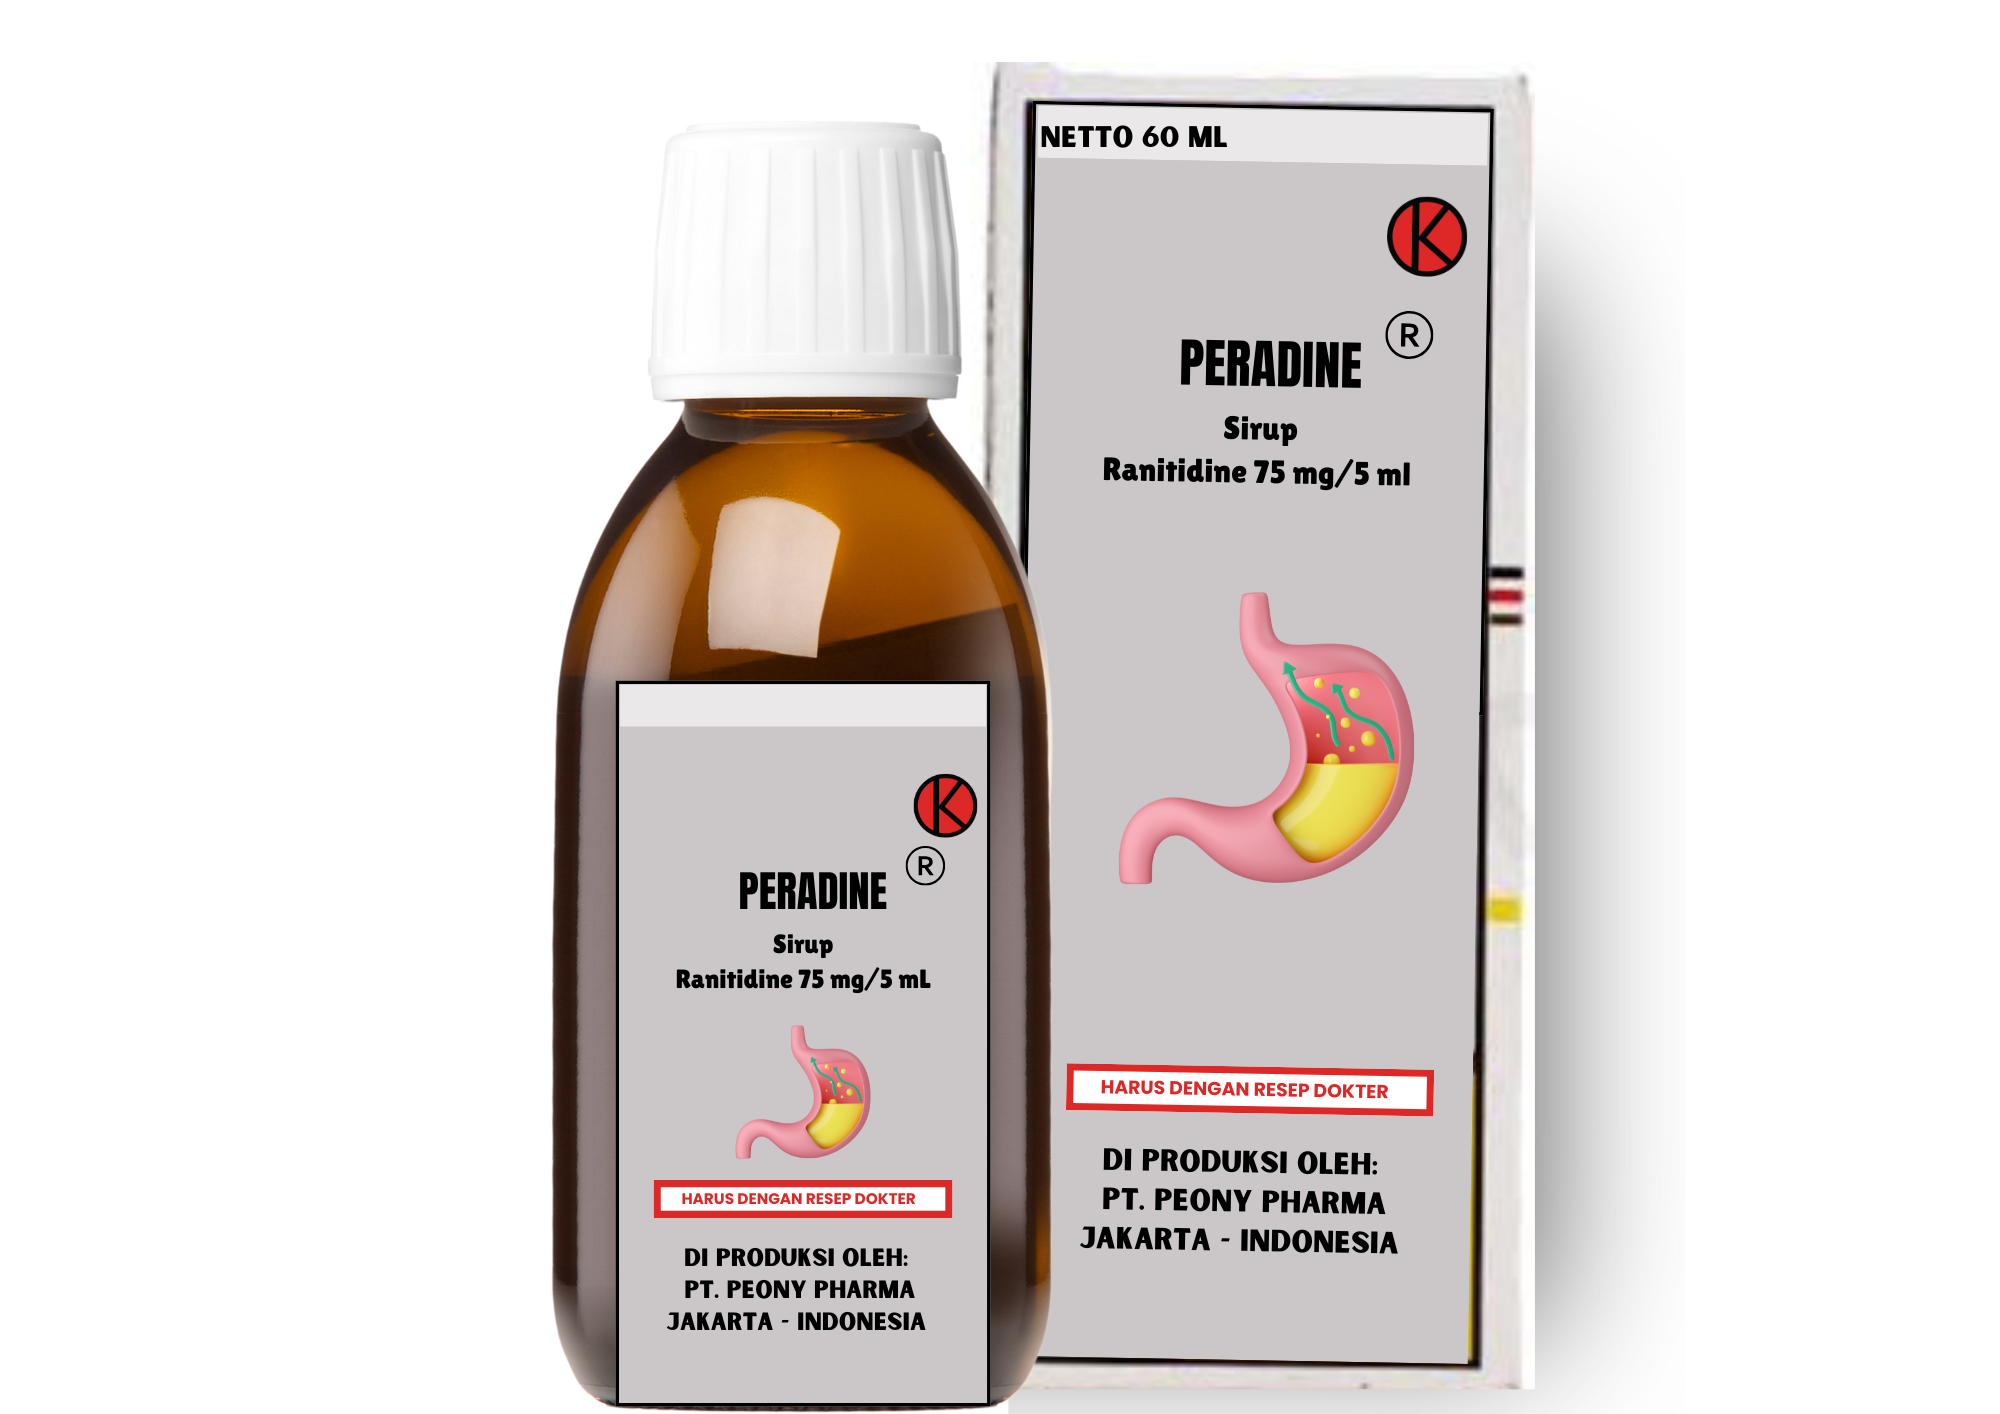 NETTO 60 ML
K
PERADINE ®
Sirup
Ranitidine 75 mg/5 ml
HARUS DENGAN RESEP DOKTER
DI PRODUKSI OLEH:
PT. PEONY PHARMA
JAKARTA - INDONESIA
K
PERADINE ®
Sirup
Ranitidine 75 mg/5 mL
HARUS DENGAN RESEP DOKTER
DI PRODUKSI OLEH:
PT. PEONY PHARMA
JAKARTA - INDONESIA